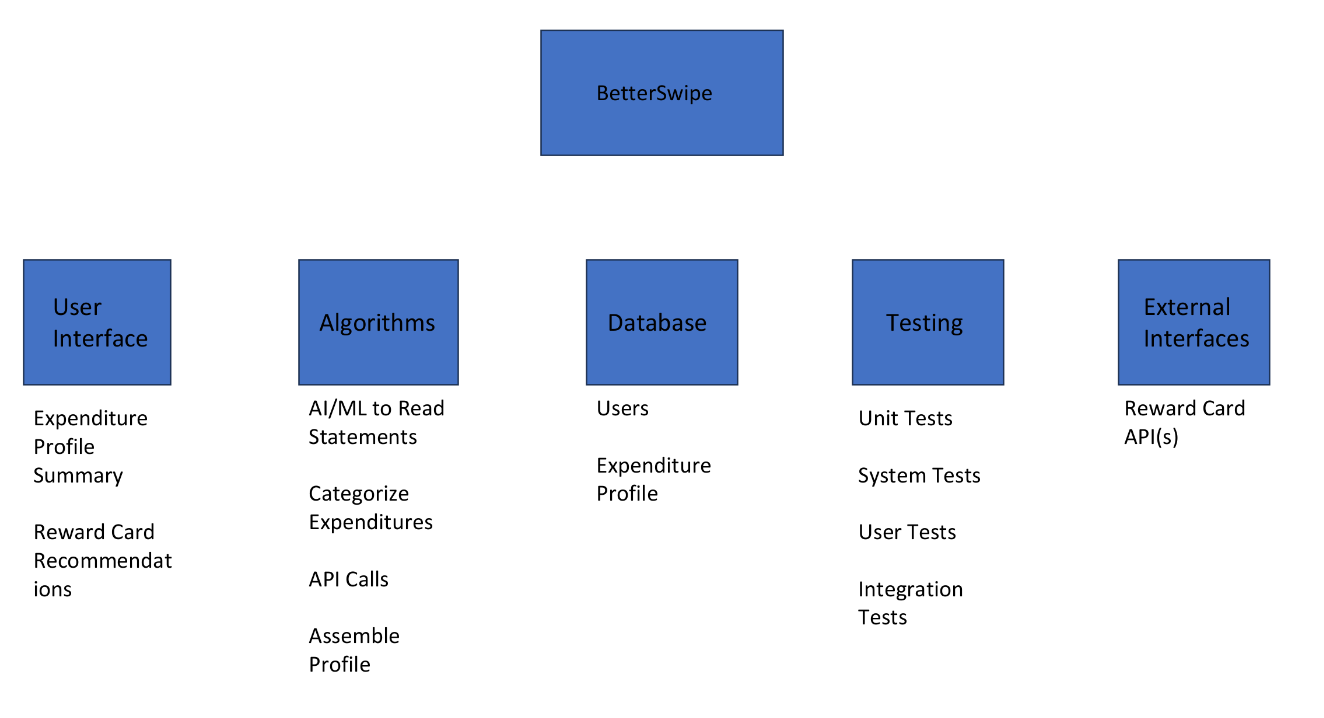 BetterSwipe
User
Interface
Algorithms
Database
Testing
External
Interfaces
Expenditure
Profile
Summary
Reward Card
Recommendat
ions
AI/ML to Read
Statements
Categorize
Expenditures
API Calls
Assemble
Profile
Users
Expenditure
Profile
Unit Tests
System Tests
User Tests
Integration
Tests
Reward Card
API(s)